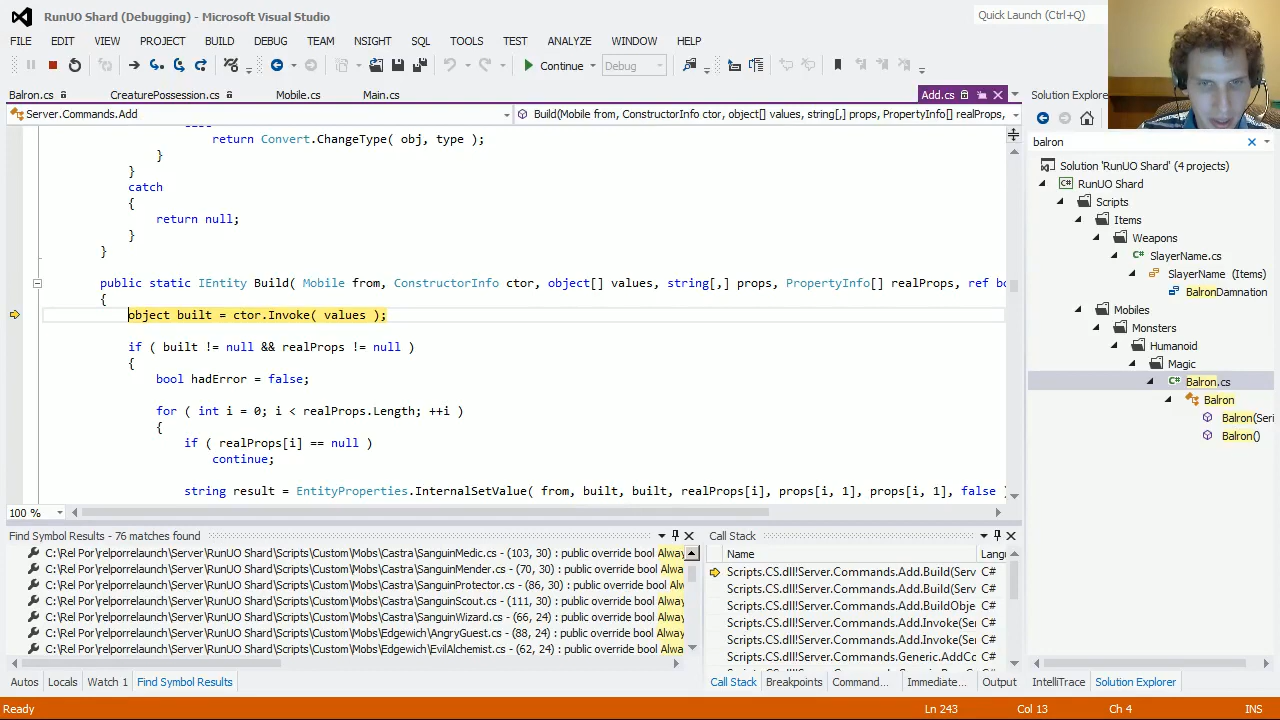 RunUO Shard (Debugging) - Microsoft Visual Studio
Quick Launch (Ctrl+Q)
FILE EDIT VIEW PROJECT BUILD DEBUG TEAM NSIGHT SQL TOOLS TEST ANALYZE WINDOW HELP
Continue Debug
Balron.cs CreaturePossession.cs Mobile.cs Main.cs Add.cs
Server.Commands.Add
Build(Mobile from, ConstructorInfo ctor, object[] values, string[,] props, PropertyInfo[] realProps,
return Convert.ChangeType( obj, type );
}
}
catch
{
return null;
}
}
public static IEntity Build( Mobile from, ConstructorInfo ctor, object[] values, string[,] props, PropertyInfo[] realProps, ref bo
{
object built = ctor.Invoke( values );
if ( built != null && realProps != null )
{
bool hadError = false;
for ( int i = 0; i < realProps.Length; ++i )
{
if ( realProps[i] == null )
continue;
string result = EntityProperties.InternalSetValue( from, built, built, realProps[i], props[i, 1], props[i, 1], false )
100 %
Find Symbol Results - 76 matches found
C:\Rel Por\relporrelaunch\Server\RunUO Shard\Scripts\Custom\Mobs\Castra\SanguinMedic.cs - (103, 30) : public override bool Alway
C:\Rel Por\relporrelaunch\Server\RunUO Shard\Scripts\Custom\Mobs\Castra\SanguinMender.cs - (70, 30) : public override bool Alway
C:\Rel Por\relporrelaunch\Server\RunUO Shard\Scripts\Custom\Mobs\Castra\SanguinProtector.cs - (86, 30) : public override bool Alway
C:\Rel Por\relporrelaunch\Server\RunUO Shard\Scripts\Custom\Mobs\Castra\SanguinScout.cs - (111, 30) : public override bool Alway
C:\Rel Por\relporrelaunch\Server\RunUO Shard\Scripts\Custom\Mobs\Castra\SanguinWizard.cs - (66, 24) : public override bool Alway
C:\Rel Por\relporrelaunch\Server\RunUO Shard\Scripts\Custom\Mobs\Edgewich\AngryGuest.cs - (88, 24) : public override bool Alway
C:\Rel Por\relporrelaunch\Server\RunUO Shard\Scripts\Custom\Mobs\Edgewich\EvilAlchemist.cs - (62, 24) : public override bool Alway
Autos Locals Watch 1 Find Symbol Results
Call Stack
Name Langu
Scripts.CS.dll!Server.Commands.Add.Build(Serv C#
Scripts.CS.dll!Server.Commands.Add.Build(Serv C#
Scripts.CS.dll!Server.Commands.Add.BuildObje C#
Scripts.CS.dll!Server.Commands.Add.Invoke(Ser C#
Scripts.CS.dll!Server.Commands.Add.Invoke(Ser C#
Scripts.CS.dll!Server.Commands.Generic.AddCo C#
Call Stack Breakpoints Command... Immediate... Output
Solution Explorer
balron
Solution 'RunUO Shard' (4 projects)
RunUO Shard
Scripts
Items
Weapons
SlayerName.cs
SlayerName (Items)
BalronDamnation
Mobiles
Monsters
Humanoid
Magic
Balron.cs
Balron
Balron(Seri
Balron()
IntelliTrace Solution Explorer
Ready Ln 243 Col 13 Ch 4 INS